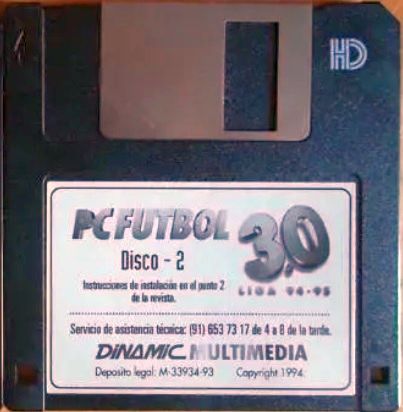 HD
PC FUTBOL 3.0
Disco - 2
LIGA 94-95
Instrucciones de instalación en el punto 2
de la revista.
Servicio de asistencia técnica: (91) 653 73 17 de 4 a 8 de la tarde.
DINAMIC MULTIMEDIA
Deposito legal: M-33934-93 Copyright 1994.